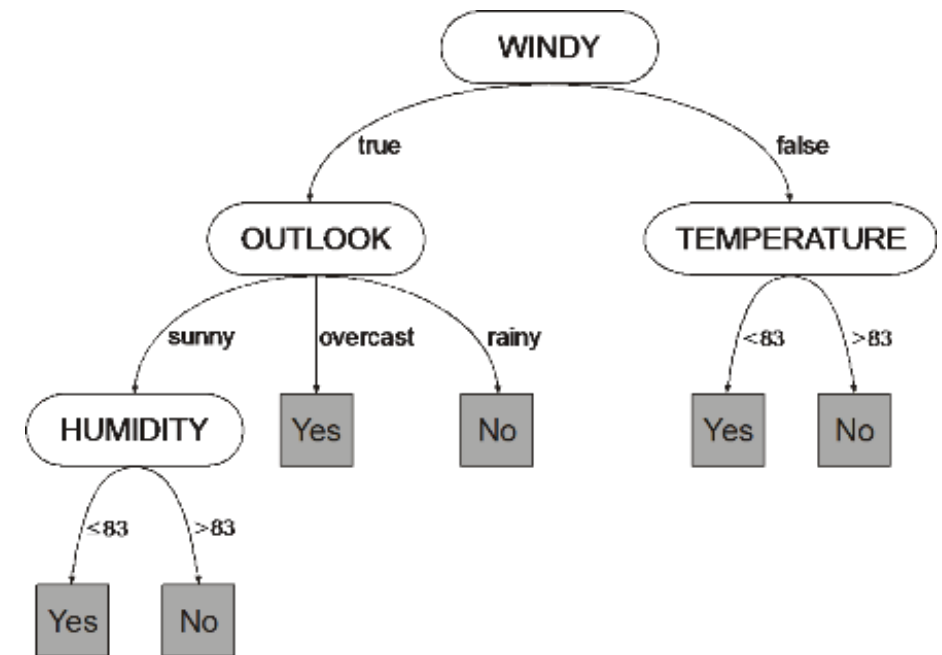 WINDY
true
false
OUTLOOK
TEMPERATURE
sunny
overcast
rainy
≤83
>83
HUMIDITY
Yes
No
Yes
No
≤83
>83
Yes
No